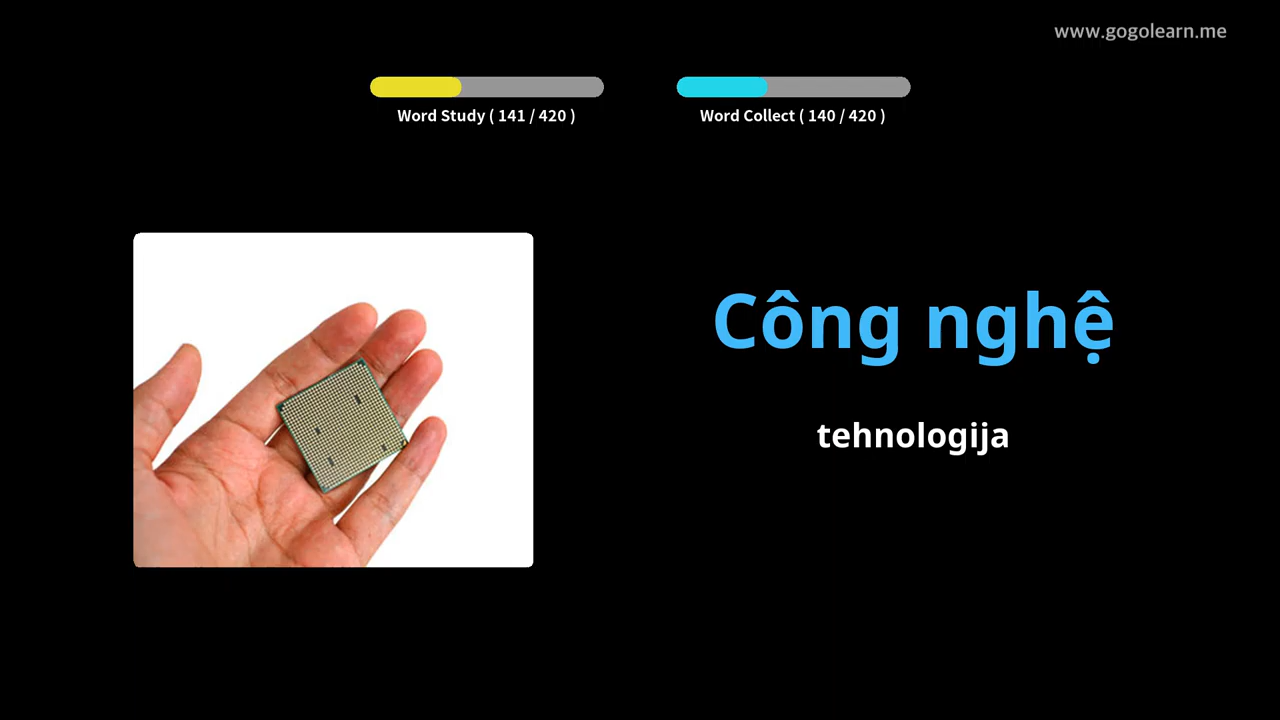 www.gogolearn.me
Word Study ( 141 / 420 )
Word Collect ( 140 / 420 )
Công nghệ
tehnologija